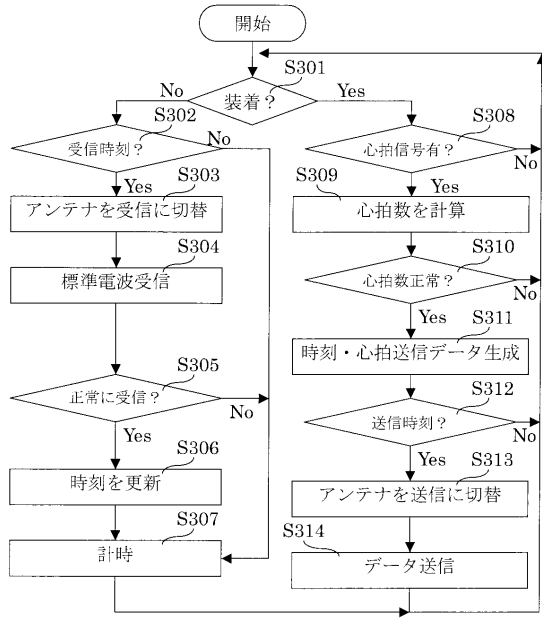 開始
S301
装着？
No
Yes
S302
受信時刻？
No
Yes
S303
アンテナを受信に切替
S304
標準電波受信
S305
正常に受信？
No
Yes
S306
時刻を更新
S307
計時
S308
心拍信号有？
No
Yes
S309
心拍数を計算
S310
心拍数正常？
No
Yes
S311
時刻・心拍送信データ生成
S312
送信時刻？
No
Yes
S313
アンテナを送信に切替
S314
データ送信